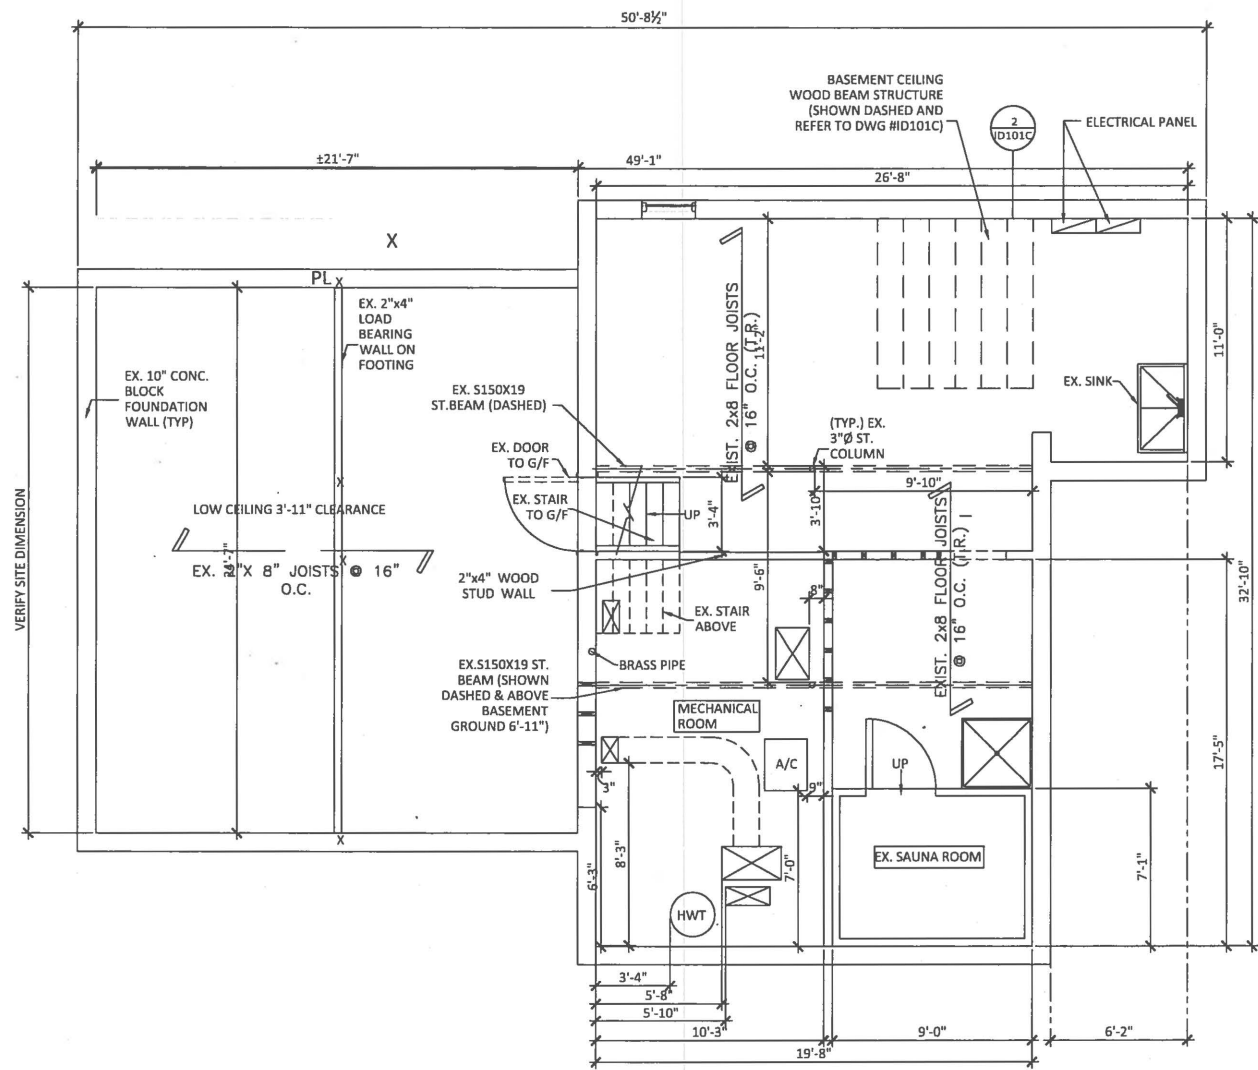 50'-8½"
BASEMENT CEILING
WOOD BEAM STRUCTURE
(SHOWN DASHED AND
REFER TO DWG #ID101C)
2
ID101C
ELECTRICAL PANEL
±21'-7"
49'-1"
26'-8"
X
PL
X
EX. 2"x4"
LOAD
BEARING
WALL ON
FOOTING
EX. 10" CONC.
BLOCK
FOUNDATION
WALL (TYP)
EX. S150X19
ST.BEAM (DASHED)
EXIST. 2x8 FLOOR JOISTS
@ 16" O.C. (T.R.)
11'-2"
11'-0"
EX. SINK
(TYP.) EX.
3"Ø ST.
COLUMN
EX. DOOR
TO G/F
X
9'-10"
EX. STAIR
TO G/F
UP
3'-4"
3'-10"
LOW CEILING 3'-11" CLEARANCE
VERIFY SITE DIMENSION
X
EX. 2"X 8" JOISTS @ 16"
O.C.
2"x4" WOOD
STUD WALL
9'-6"
8"
EXIST. 2x8 FLOOR JOISTS
@ 16" O.C. (T.R.)
32'-10"
EX. STAIR
ABOVE
BRASS PIPE
EX.S150X19 ST.
BEAM (SHOWN
DASHED & ABOVE
BASEMENT
GROUND 6'-11")
MECHANICAL
ROOM
A/C
UP
17'-5"
3"
9"
X
6'-3"
8'-3"
7'-0"
EX. SAUNA ROOM
7'-1"
HWT
3'-4"
5'-8"
5'-10"
10'-3"
9'-0"
6'-2"
19'-8"